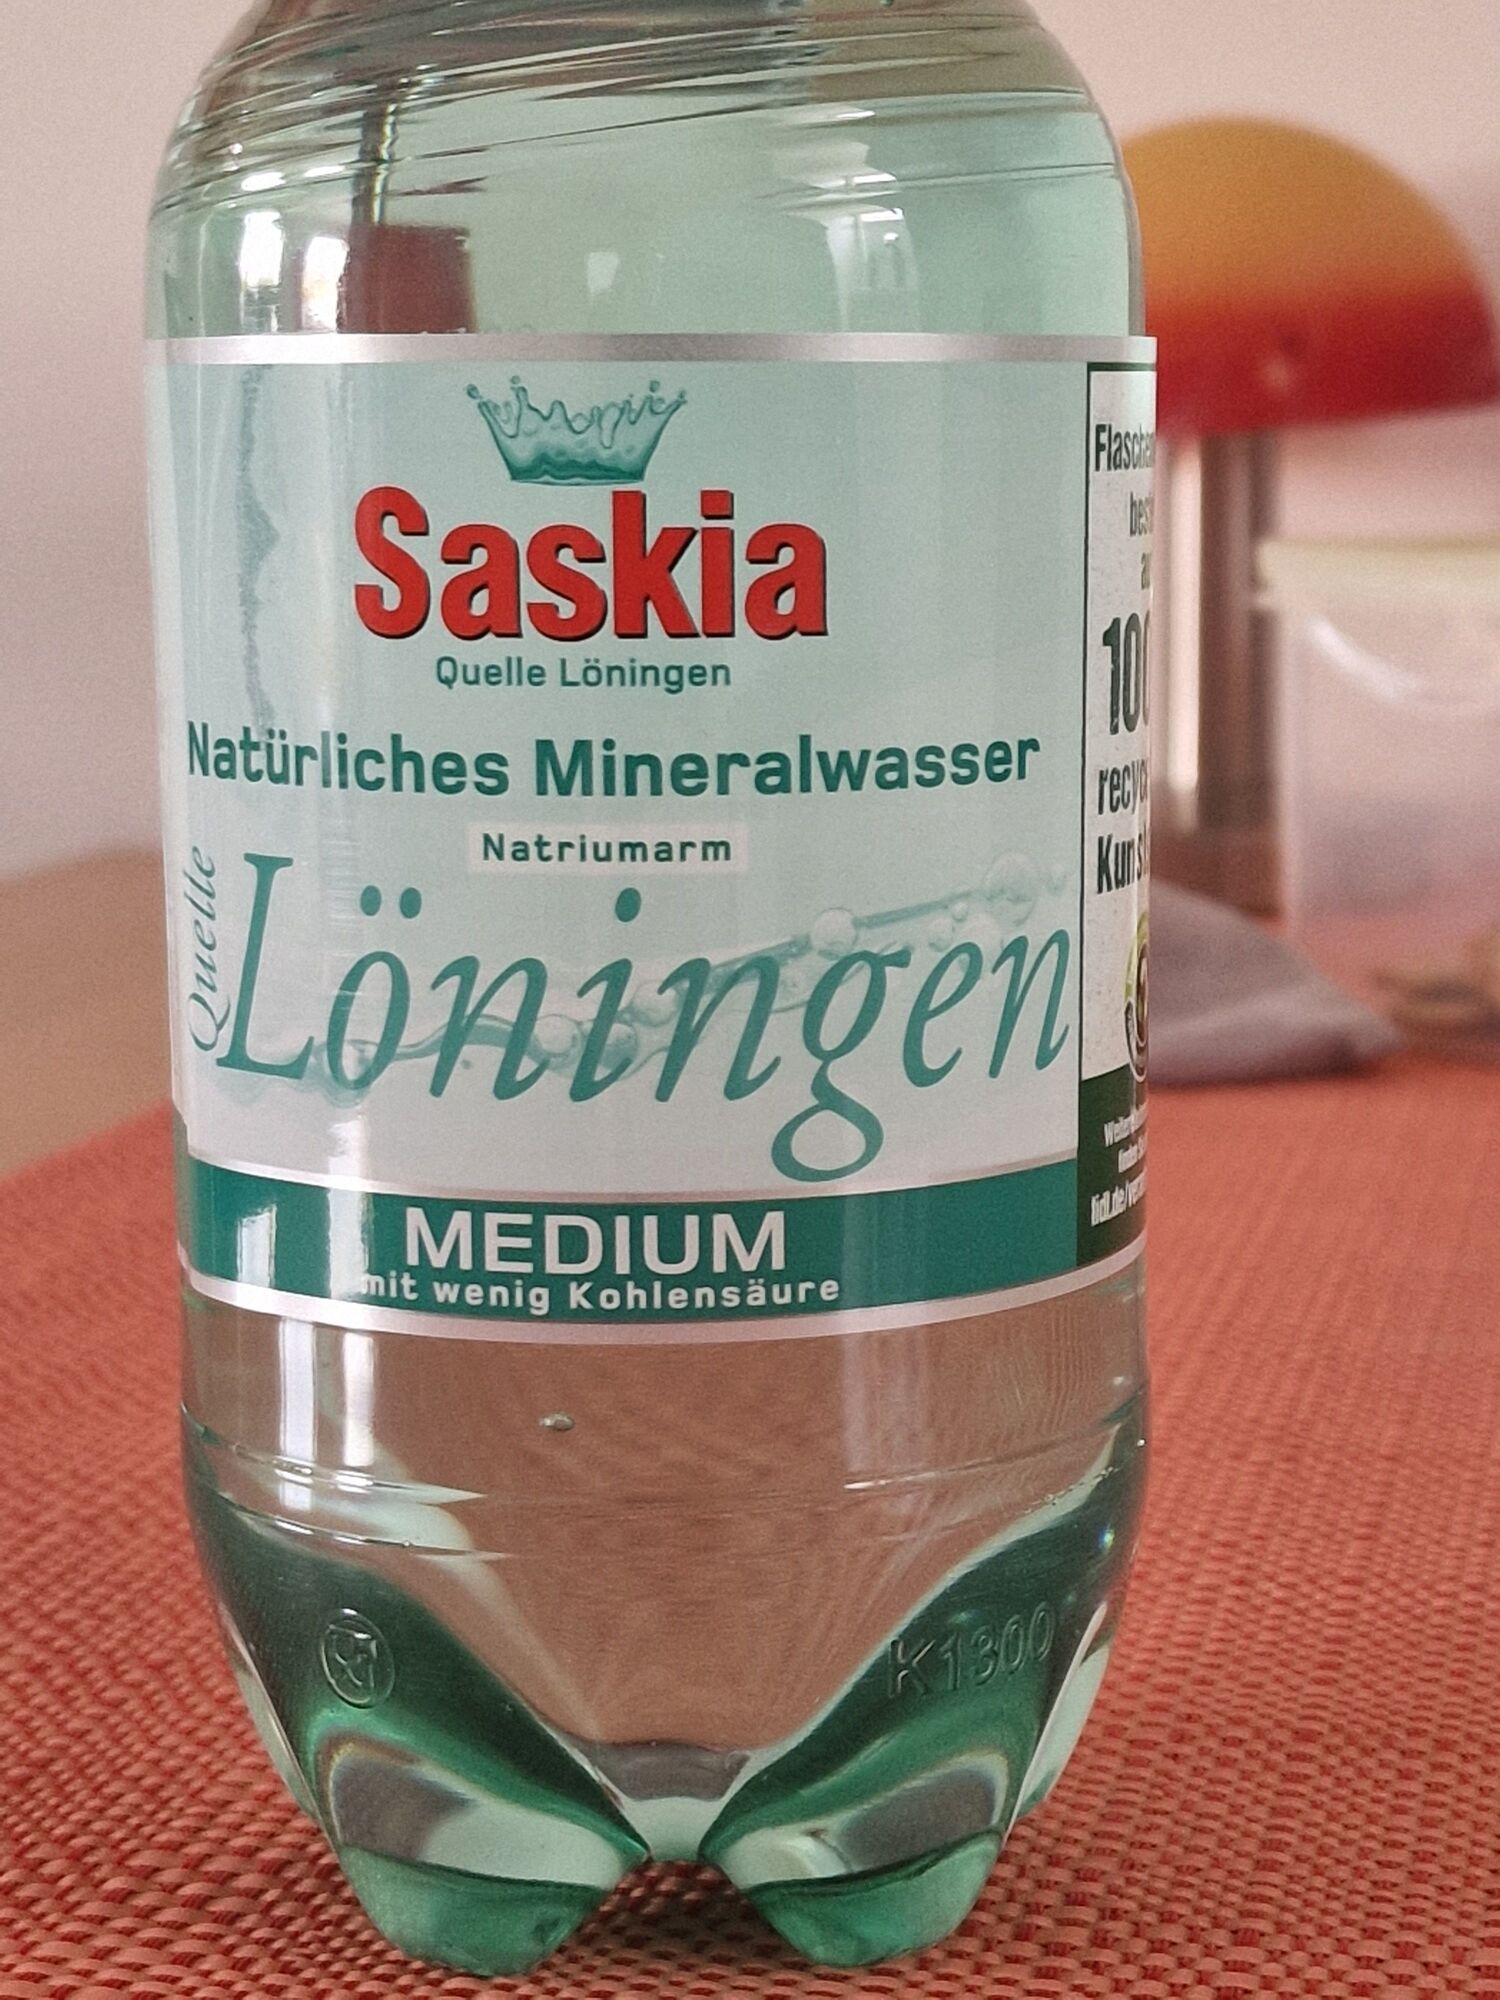 Saskia
Quelle Löningen
Natürliches Mineralwasser
Natriumarm
Quelle
Löningen
MEDIUM
mit wenig Kohlensäure
K1300